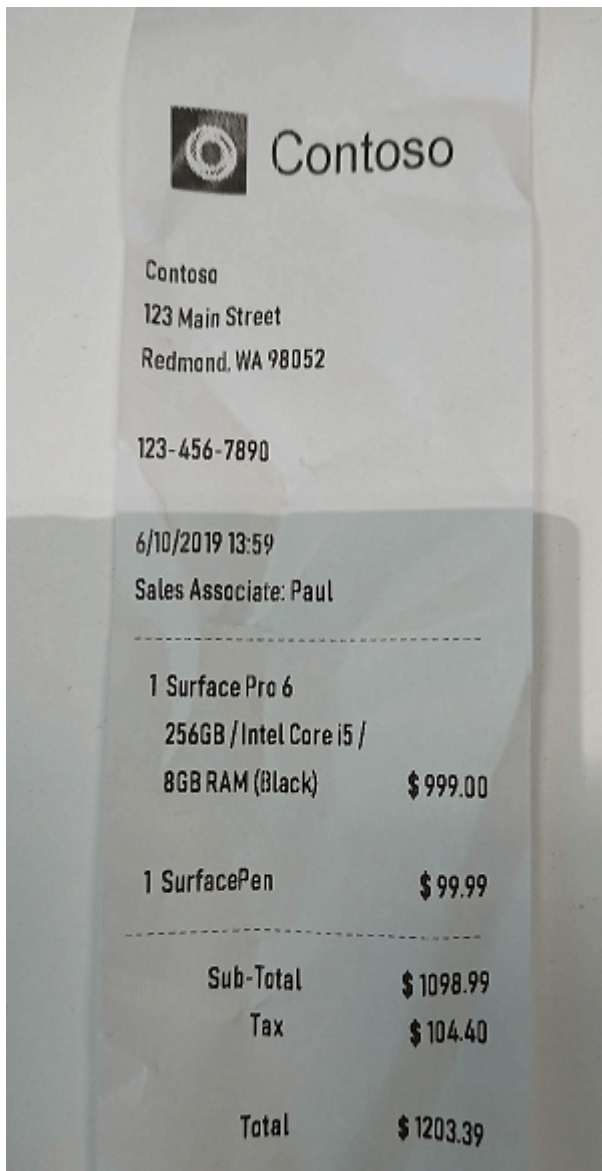 Contoso
Contoso
123 Main Street
Redmond, WA 98052
123-456-7890
6/10/2019 13:59
Sales Associate: Paul
1 Surface Pro 6
256GB / Intel Core i5 /
8GB RAM (Black) $ 999.00
1 SurfacePen $ 99.99
Sub-Total $ 1098.99
Tax $ 104.40
Total $ 1203.39